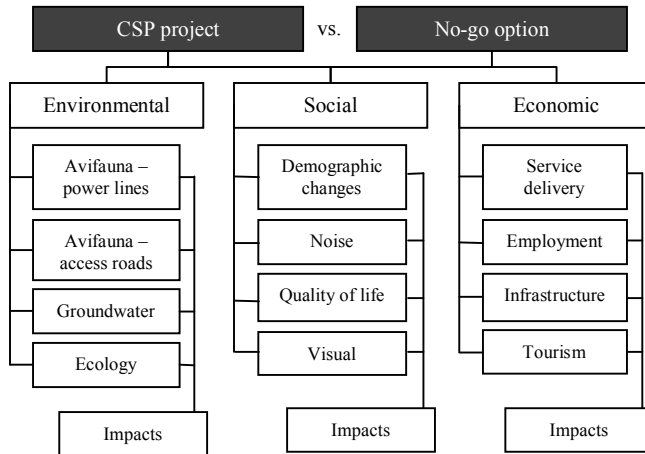 CSP project vs. No-go option
Environmental Social Economic
Avifauna –
power lines
Avifauna –
access roads
Groundwater
Ecology
Impacts
Demographic
changes
Noise
Quality of life
Visual
Impacts
Service
delivery
Employment
Infrastructure
Tourism
Impacts